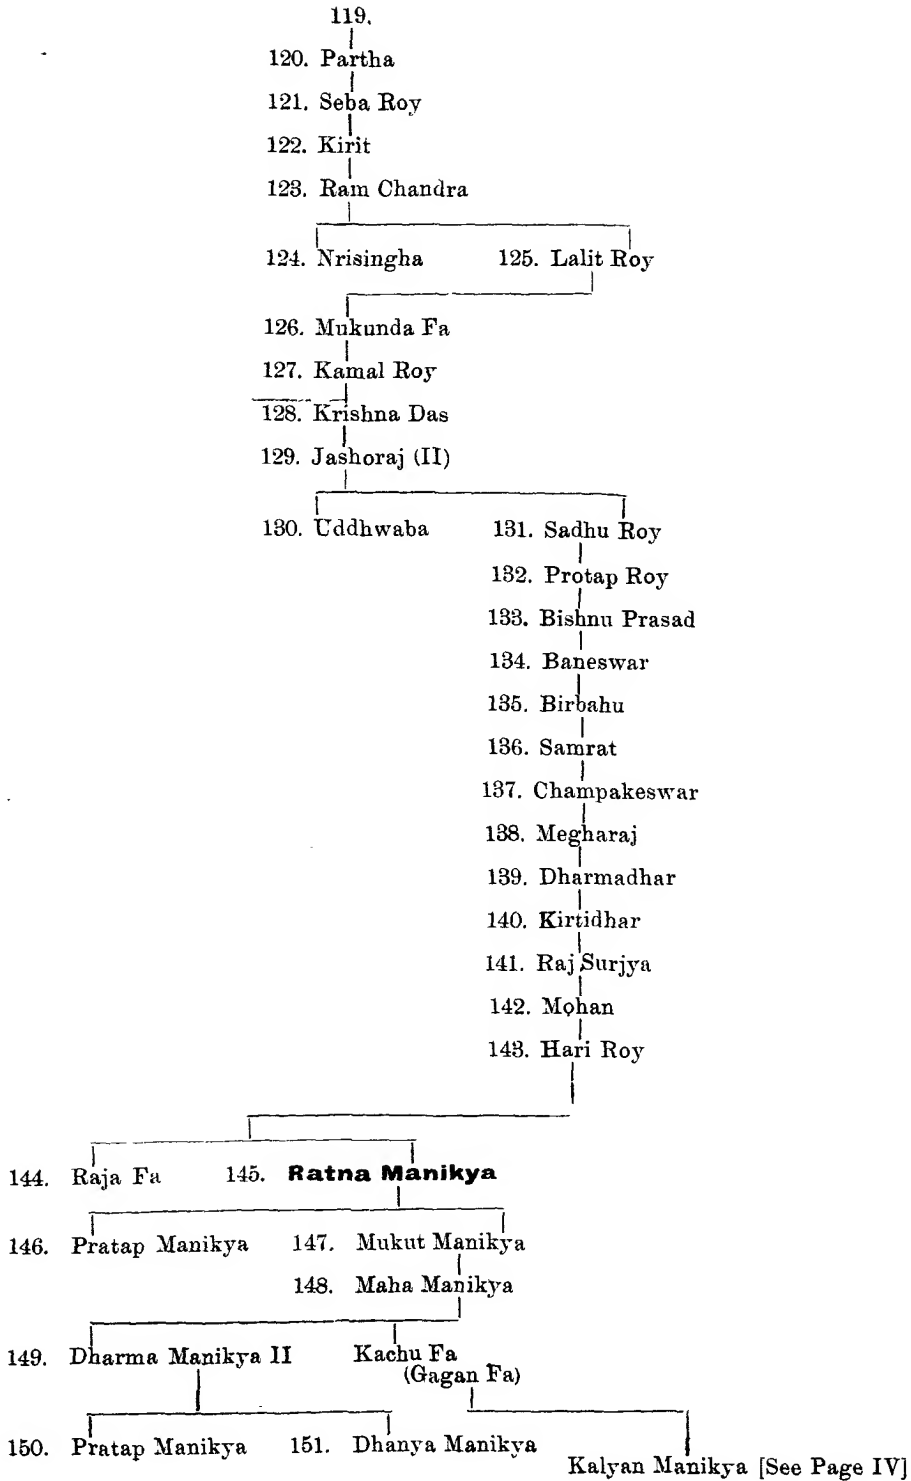 119.
120. Partha
121. Seba Roy
122. Kirit
123. Ram Chandra
124. Nrisingha 125. Lalit Roy
126. Mukunda Fa
127. Kamal Roy
128. Krishna Das
129. Jashoraj (II)
130. Uddhwaba 131. Sadhu Roy
132. Protap Roy
133. Bishnu Prasad
134. Baneswar
135. Birbahu
136. Samrat
137. Champakeswar
138. Megharaj
139. Dharmadhar
140. Kirtidhar
141. Raj Surjya
142. Mohan
143. Hari Roy
144. Raja Fa 145. Ratna Manikya
146. Pratap Manikya 147. Mukut Manikya
148. Maha Manikya
149. Dharma Manikya II Kachu Fa
(Gagan Fa)
150. Pratap Manikya 151. Dhanya Manikya
Kalyan Manikya [See Page IV]